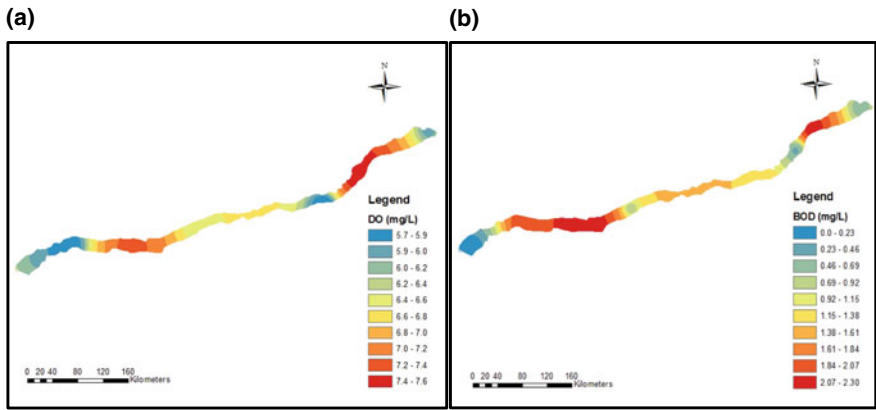 (a)
N
Legend
DO (mg/L)
5.7 - 5.9
5.9 - 6.0
6.0 - 6.2
6.2 - 6.4
6.4 - 6.6
6.6 - 6.8
6.8 - 7.0
7.0 - 7.2
7.2 - 7.4
7.4 - 7.6
0 20 40 80 120 160
Kilometers
(b)
N
Legend
BOD (mg/L)
0.0 - 0.23
0.23 - 0.46
0.46 - 0.69
0.69 - 0.92
0.92 - 1.15
1.15 - 1.38
1.38 - 1.61
1.61 - 1.84
1.84 - 2.07
2.07 - 2.30
0 20 40 80 120 160
Kilometers